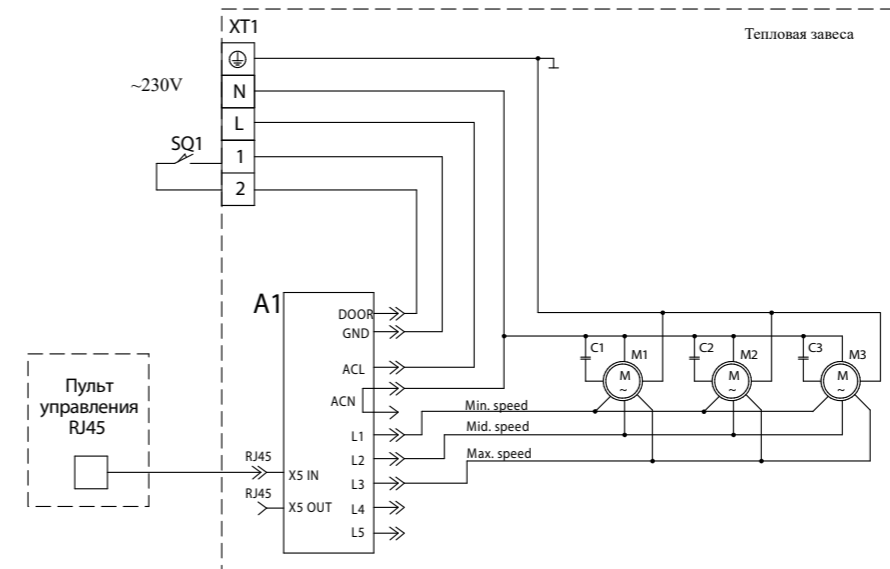 XT1
Тепловая завеса
~230V
N
L
SQ1
1
2
A1
DOOR
GND
ACL
ACN
C1
M1
C2
M2
C3
M3
M
~
M
~
M
~
Пульт
управления
RJ45
Min. speed
L1
Mid. speed
L2
Max. speed
RJ45
X5 IN
L3
RJ45
X5 OUT
L4
L5